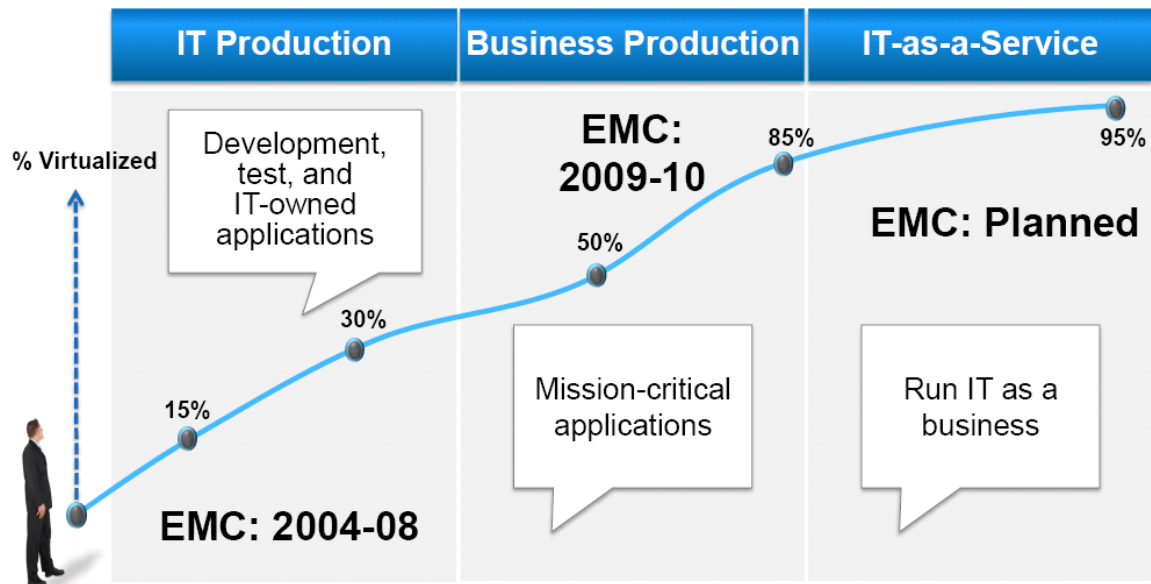 IT Production
Business Production
IT-as-a-Service
% Virtualized
Development,
test, and
IT-owned
applications
15%
30%
EMC: 2004-08
EMC:
2009-10
50%
85%
Mission-critical
applications
95%
EMC: Planned
Run IT as a
business